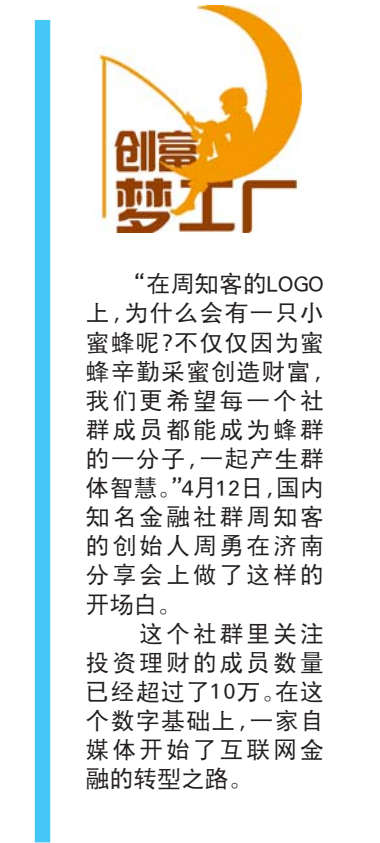 创富
梦工厂
“在周知客的LOGO
上,为什么会有一只小
蜜蜂呢?不仅仅因为蜜
蜂辛勤采蜜创造财富,
我们更希望每一个社
群成员都能成为蜂群
的一分子,一起产生群
体智慧。”4月12日,国内
知名金融社群周知客
的创始人周勇在济南
分享会上做了这样的
开场白。
这个社群里关注
投资理财的成员数量
已经超过了10万。在这
个数字基础上,一家自
媒体开始了互联网金
融的转型之路。